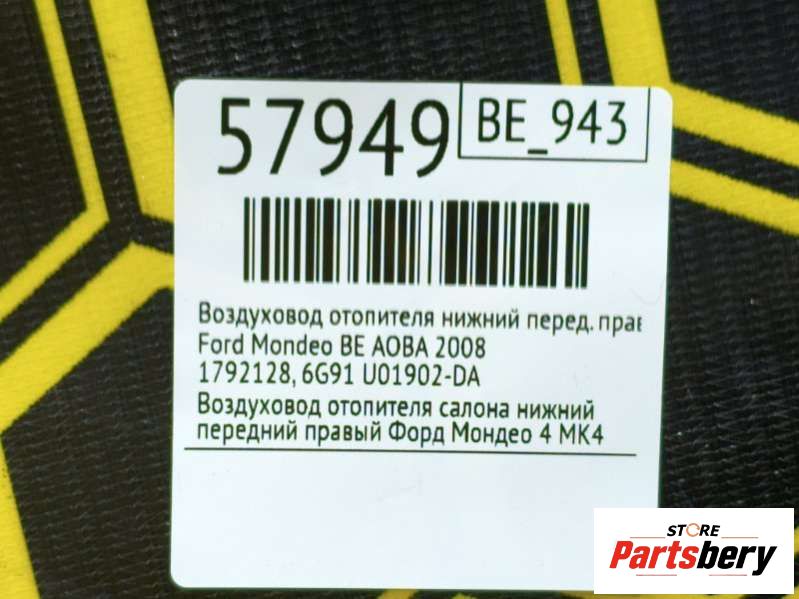 57949
BE_943
Воздуховод отопителя нижний перед. прав
Ford Mondeo BE AOBA 2008
1792128, 6G91 U01902-DA
Воздуховод отопителя салона нижний
передний правый Форд Мондео 4 МК4
STORE
Partsbery